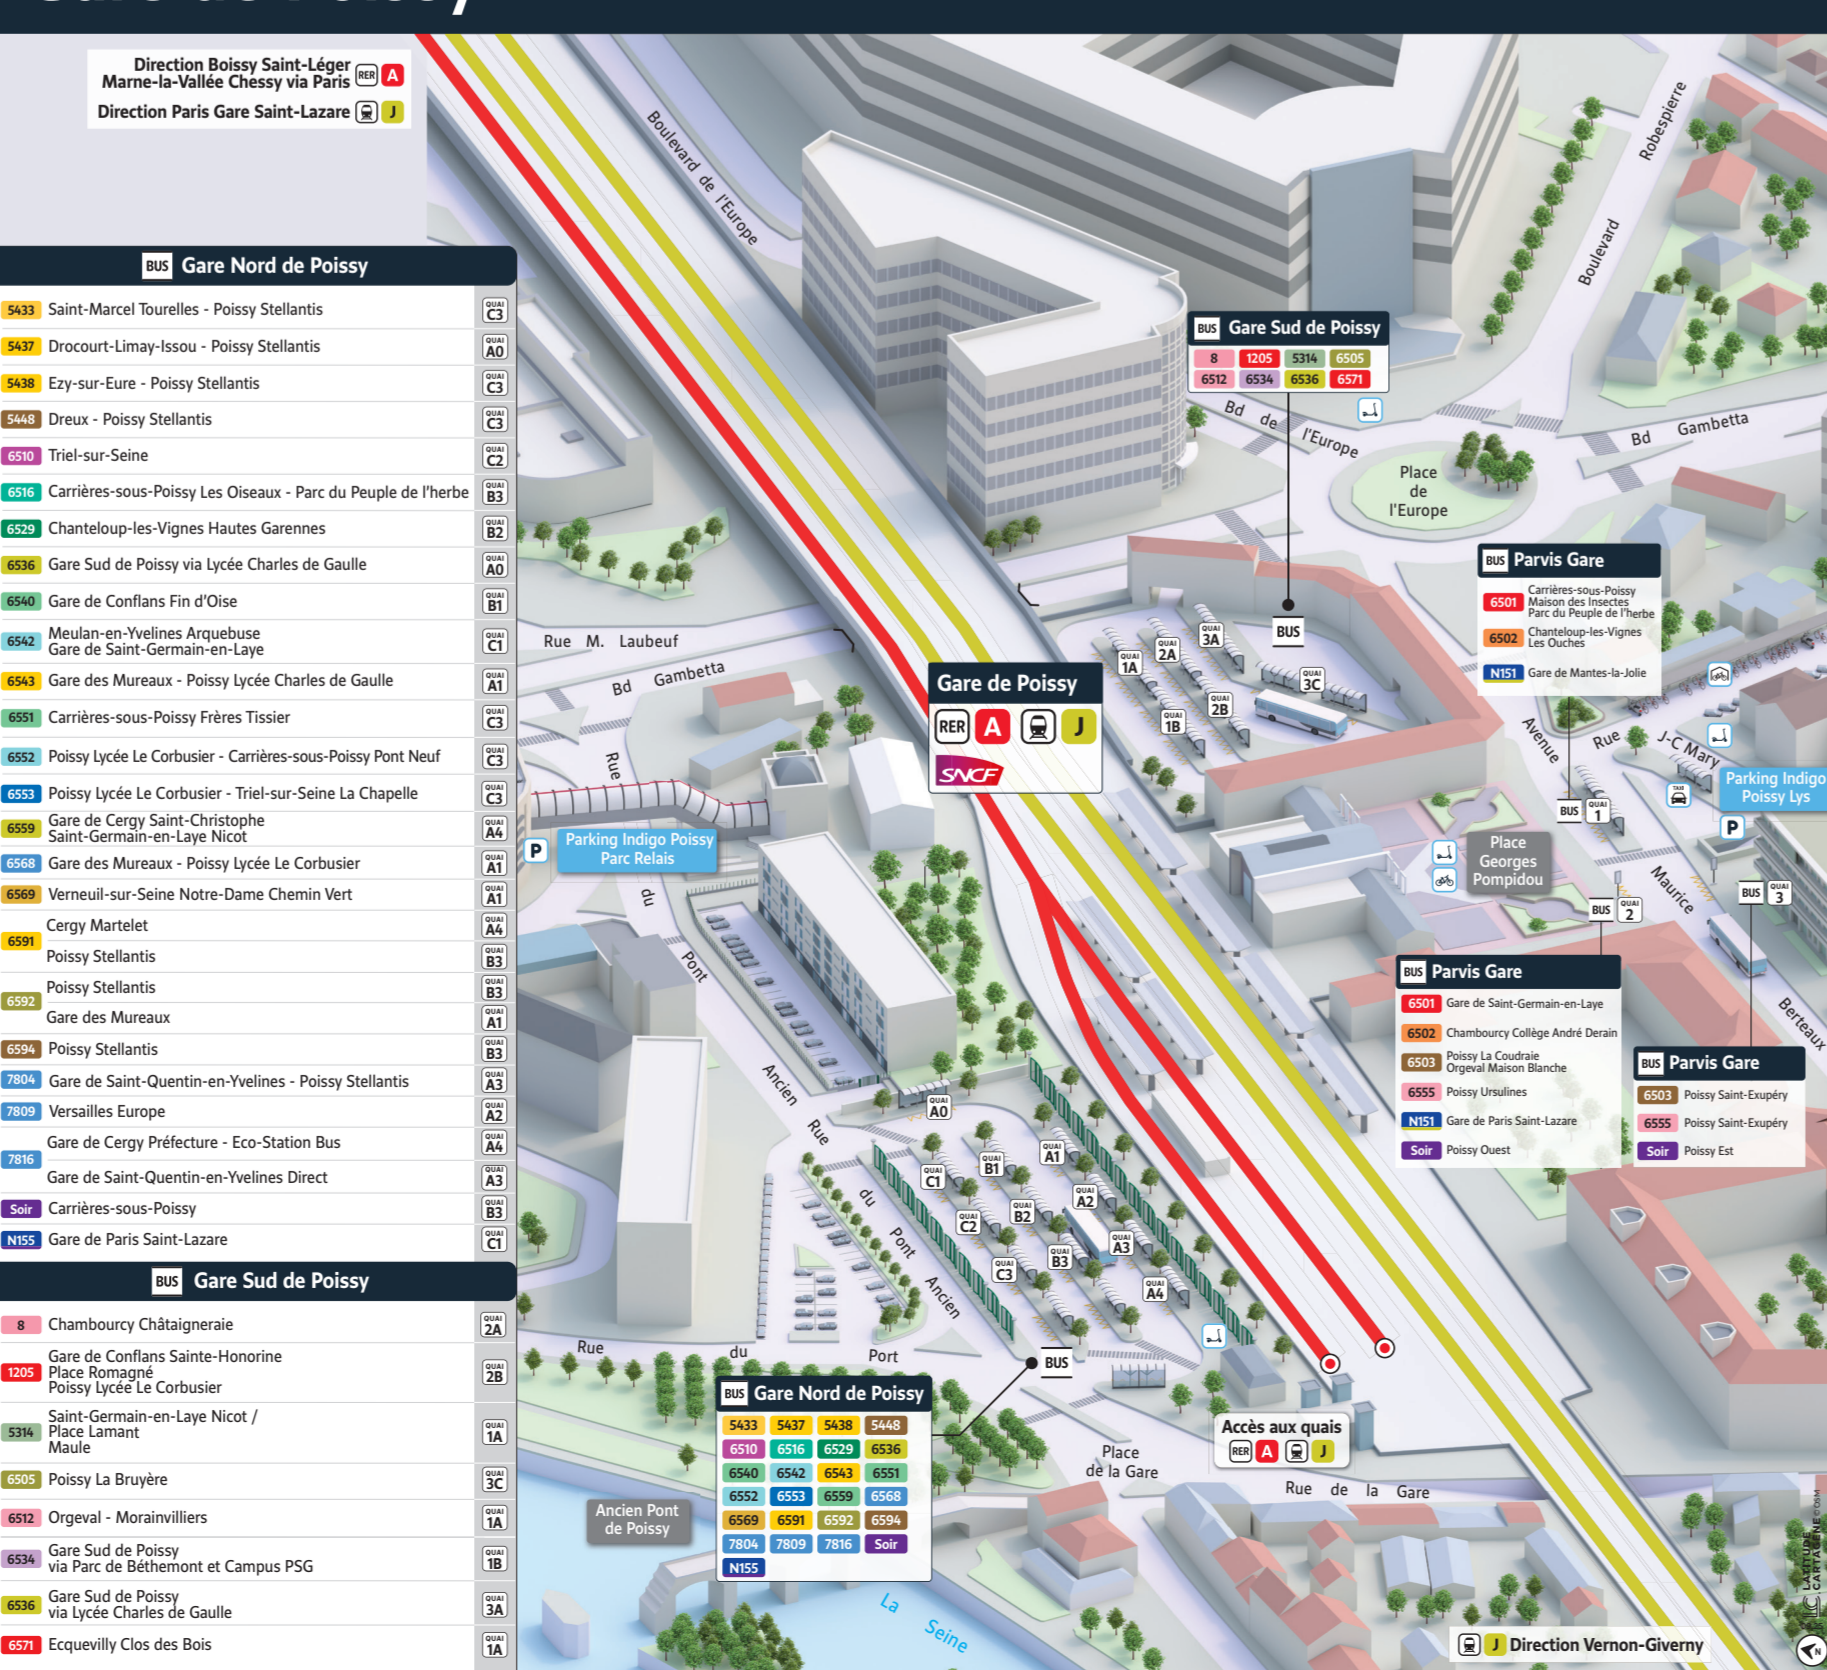 Gare de Poissy
Direction Boissy Saint-Léger
Marne-la-Vallée Chessy via Paris RER A
Direction Paris Gare Saint-Lazare J
BUS Gare Nord de Poissy
5433 Saint-Marcel Tourelles - Poissy Stellantis QUAI C3
5437 Drocourt-Limay-Issou - Poissy Stellantis QUAI A0
5438 Ezy-sur-Eure - Poissy Stellantis QUAI C3
5448 Dreux - Poissy Stellantis QUAI C3
6510 Triel-sur-Seine QUAI C2
6516 Carrières-sous-Poissy Les Oiseaux - Parc du Peuple de l'herbe QUAI B3
6529 Chanteloup-les-Vignes Hautes Garennes QUAI B2
6536 Gare Sud de Poissy via Lycée Charles de Gaulle QUAI A0
6540 Gare de Conflans Fin d'Oise QUAI B1
6542 Meulan-en-Yvelines Arquebuse
Gare de Saint-Germain-en-Laye QUAI C1
6543 Gare des Mureaux - Poissy Lycée Charles de Gaulle QUAI A1
6551 Carrières-sous-Poissy Frères Tissier QUAI C3
6552 Poissy Lycée Le Corbusier - Carrières-sous-Poissy Pont Neuf QUAI C3
6553 Poissy Lycée Le Corbusier - Triel-sur-Seine La Chapelle QUAI C3
6559 Gare de Cergy Saint-Christophe
Saint-Germain-en-Laye Nicot QUAI A4
6568 Gare des Mureaux - Poissy Lycée Le Corbusier QUAI A1
6569 Verneuil-sur-Seine Notre-Dame Chemin Vert QUAI A1
6591 Cergy Martelet QUAI A4
Poissy Stellantis QUAI B3
6592 Poissy Stellantis QUAI B3
Gare des Mureaux QUAI A1
6594 Poissy Stellantis QUAI B3
7804 Gare de Saint-Quentin-en-Yvelines - Poissy Stellantis QUAI A3
7809 Versailles Europe QUAI A2
7816 Gare de Cergy Préfecture - Eco-Station Bus QUAI A4
Gare de Saint-Quentin-en-Yvelines Direct QUAI A3
Soir Carrières-sous-Poissy QUAI B3
N155 Gare de Paris Saint-Lazare QUAI C1
BUS Gare Sud de Poissy
8 Chambourcy Châtaigneraie QUAI 2A
1205 Gare de Conflans Sainte-Honorine
Place Romagné
Poissy Lycée Le Corbusier QUAI 2B
5314 Saint-Germain-en-Laye Nicot /
Place Lamant
Maule QUAI 1A
6505 Poissy La Bruyère QUAI 3C
6512 Orgeval - Morainvilliers QUAI 1A
6534 Gare Sud de Poissy
via Parc de Béthemont et Campus PSG QUAI 1B
6536 Gare Sud de Poissy
via Lycée Charles de Gaulle QUAI 3A
6571 Ecquevilly Clos des Bois QUAI 1A
Boulevard de l'Europe
Boulevard Robespierre
BUS Gare Sud de Poissy
8 1205 5314 6505
6512 6534 6536 6571
Bd de l'Europe
Bd Gambetta
Place
de
l'Europe
BUS
QUAI 1A
QUAI 2A
QUAI 3A
QUAI 1B
QUAI 2B
QUAI 3C
BUS Parvis Gare
6501 Carrières-sous-Poissy
Maison des Insectes
Parc du Peuple de l'herbe
6502 Chanteloup-les-Vignes
Les Ouches
N151 Gare de Mantes-la-Jolie
Rue M. Laubeuf
Bd Gambetta
Gare de Poissy
RER A J
SNCF
Avenue Maurice Berteaux
Rue J-C Mary
TAXI
Parking Indigo
Poissy Lys
P
BUS QUAI 1
BUS QUAI 2
BUS QUAI 3
Place
Georges
Pompidou
P
Parking Indigo Poissy
Parc Relais
Rue du Pont Ancien
BUS Parvis Gare
6501 Gare de Saint-Germain-en-Laye
6502 Chambourcy Collège André Derain
6503 Poissy La Coudraie
Orgeval Maison Blanche
6555 Poissy Ursulines
N151 Gare de Paris Saint-Lazare
Soir Poissy Ouest
BUS Parvis Gare
6503 Poissy Saint-Exupéry
6555 Poissy Saint-Exupéry
Soir Poissy Est
QUAI A0
QUAI A1
QUAI B1
QUAI C1
QUAI A2
QUAI B2
QUAI C2
QUAI A3
QUAI B3
QUAI C3
QUAI A4
Rue du Pont Ancien
Rue du Port
BUS
BUS Gare Nord de Poissy
5433 5437 5438 5448
6510 6516 6529 6536
6540 6542 6543 6551
6552 6553 6559 6568
6569 6591 6592 6594
7804 7809 7816 Soir
N155
Accès aux quais
RER A J
Place
de la Gare
Rue de la Gare
Ancien Pont
de Poissy
La Seine
J Direction Vernon-Giverny
LC LATITUDE
CARTAGENE ©OSM
N